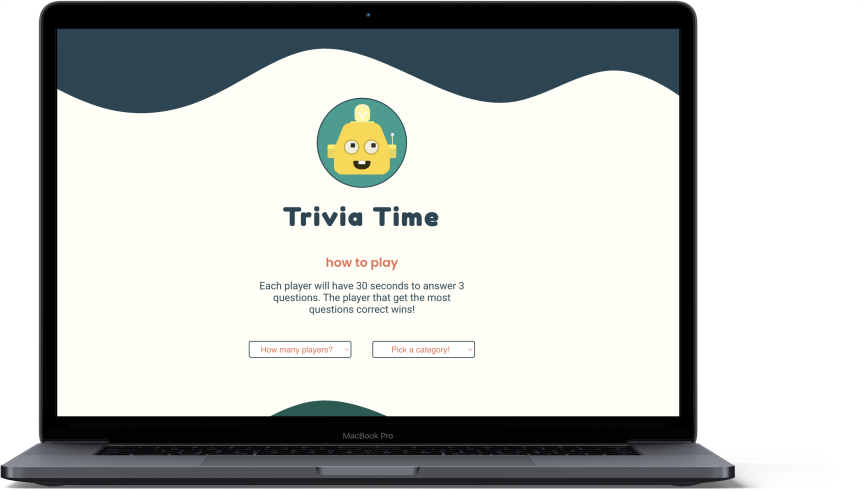 Trivia Time
how to play
Each player will have 30 seconds to answer 3
questions. The player that get the most
questions correct wins!
How many players?
Pick a category!
MacBook Pro